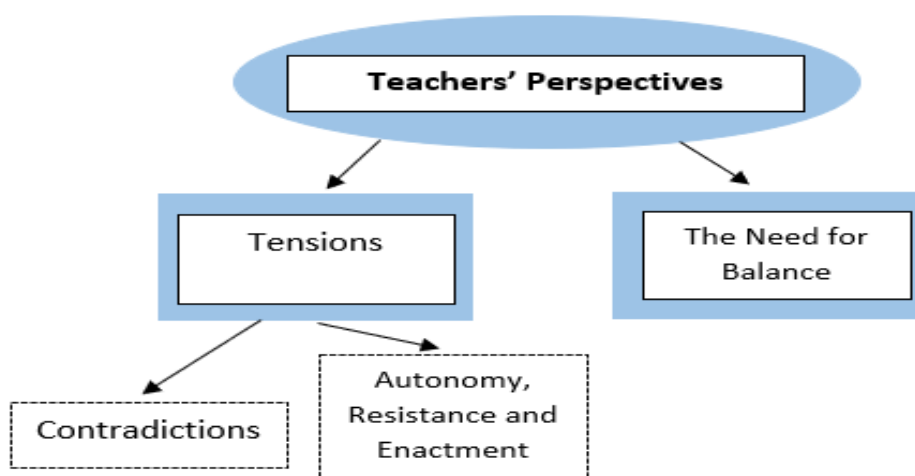 Teachers’ Perspectives
Tensions
The Need for
Balance
Contradictions
Autonomy,
Resistance and
Enactment